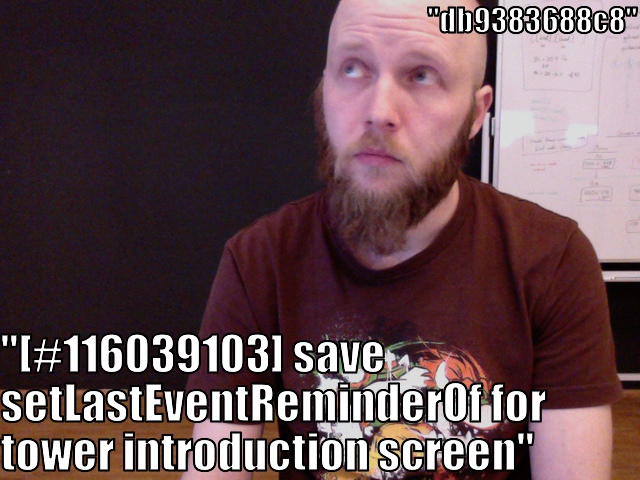 "db9383688c8"
"[#116039103] save
setLastEventReminderOf for
tower introduction screen"